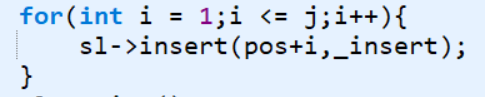 for(int i = 1;i <= j;i++){
    sl->insert(pos+i,_insert);
}